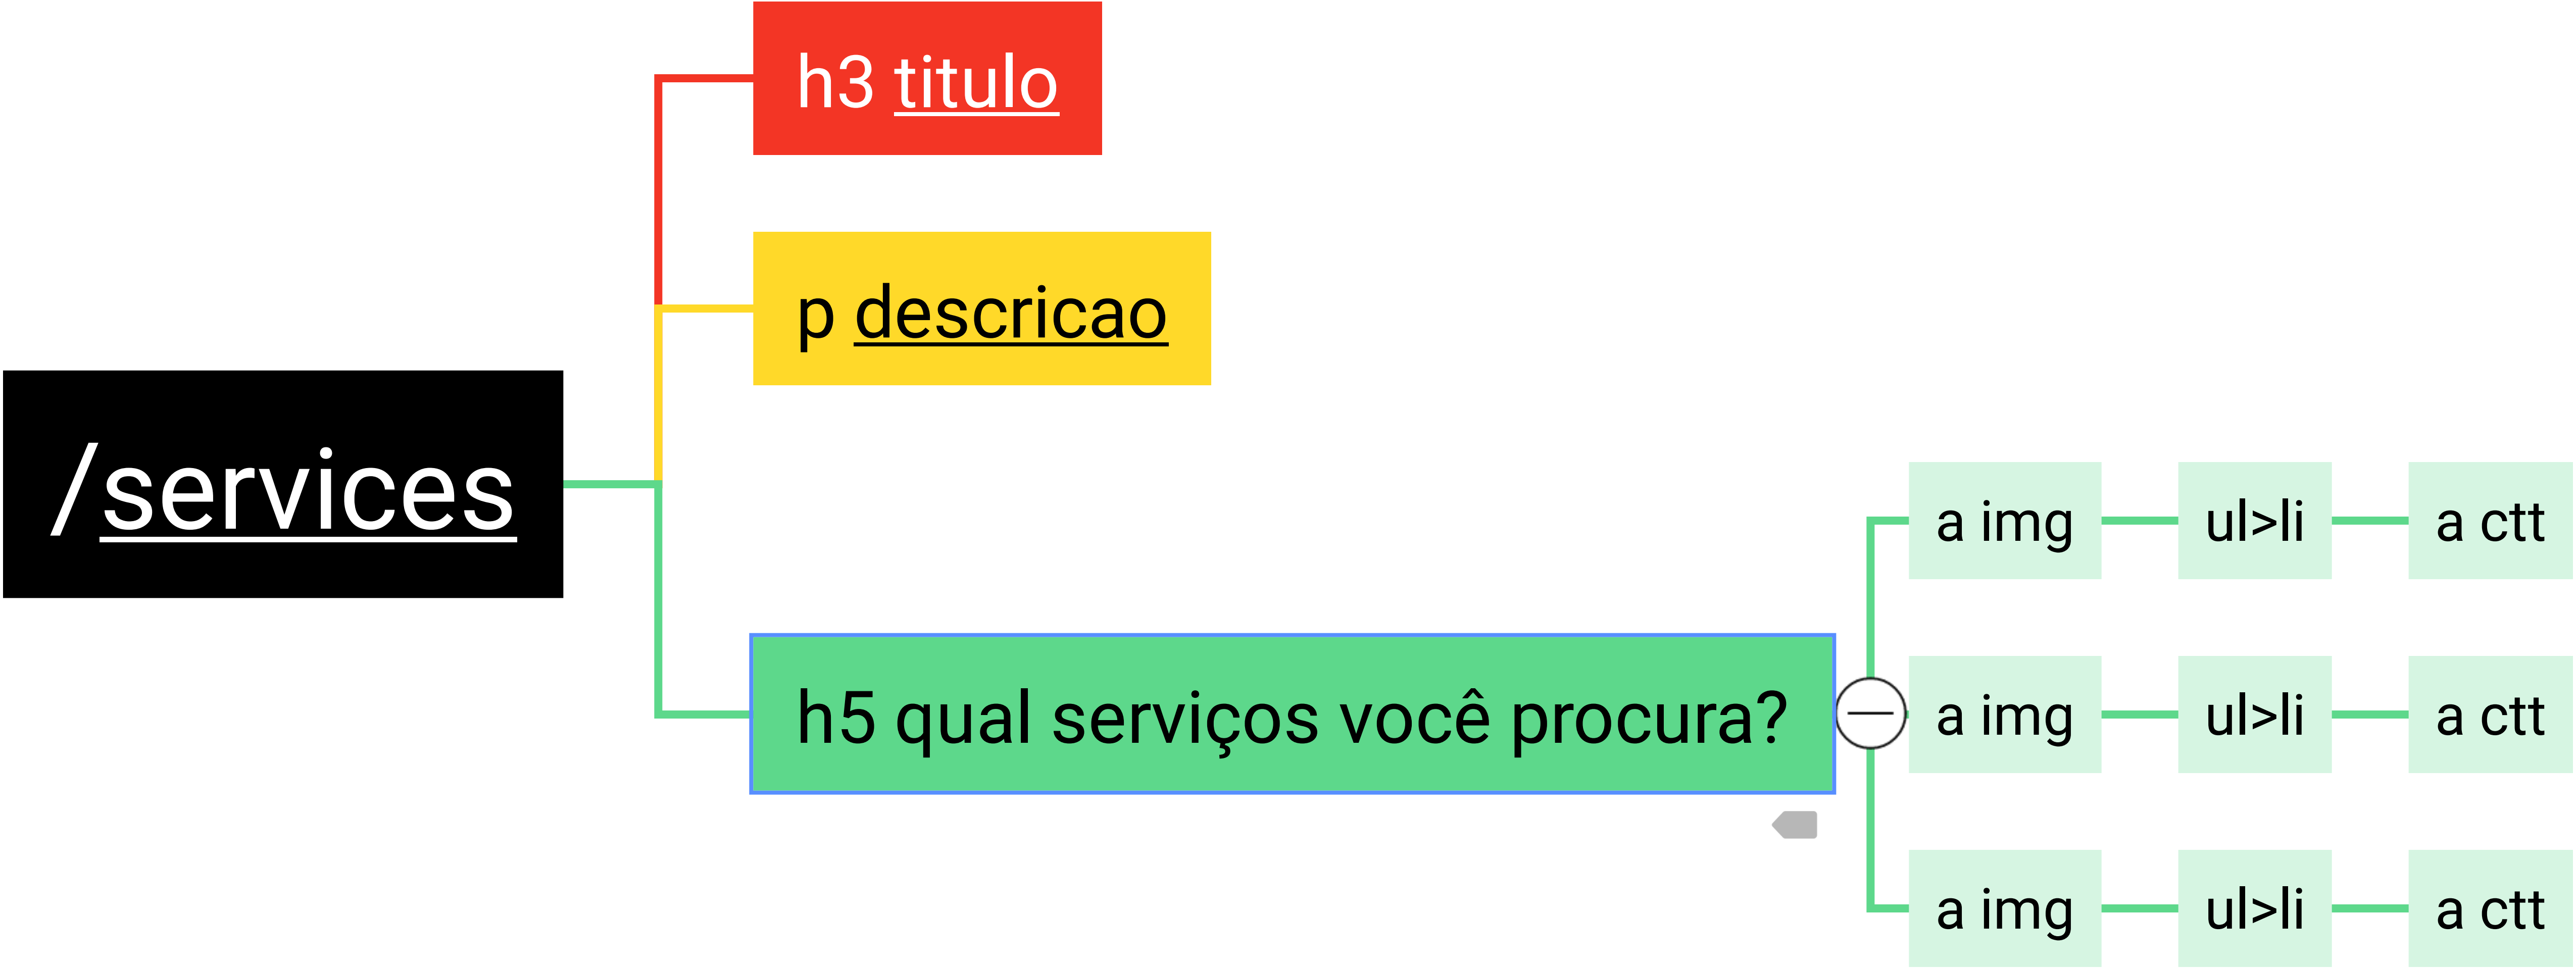 h3 titulo
p descricao
/services
h5 qual serviços você procura?
a img
ul>li
a ctt
a img
ul>li
a ctt
a img
ul>li
a ctt